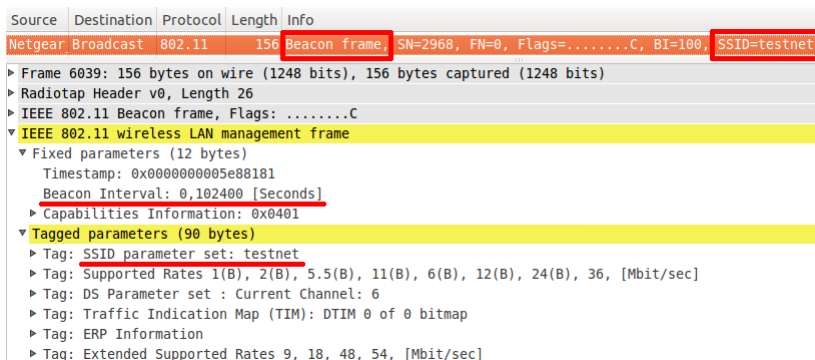 Source Destination Protocol Length Info
Netgear_ Broadcast 802.11 156 Beacon frame, SN=2968, FN=0, Flags=........C, BI=100, SSID=testnet
Frame 6039: 156 bytes on wire (1248 bits), 156 bytes captured (1248 bits)
Radiotap Header v0, Length 26
IEEE 802.11 Beacon frame, Flags: ........C
IEEE 802.11 wireless LAN management frame
Fixed parameters (12 bytes)
Timestamp: 0x0000000005e88181
Beacon Interval: 0,102400 [Seconds]
Capabilities Information: 0x0401
Tagged parameters (90 bytes)
Tag: SSID parameter set: testnet
Tag: Supported Rates 1(B), 2(B), 5.5(B), 11(B), 6(B), 12(B), 24(B), 36, [Mbit/sec]
Tag: DS Parameter set : Current Channel: 6
Tag: Traffic Indication Map (TIM): DTIM 0 of 0 bitmap
Tag: ERP Information
Tag: Extended Supported Rates 9, 18, 48, 54, [Mbit/sec]